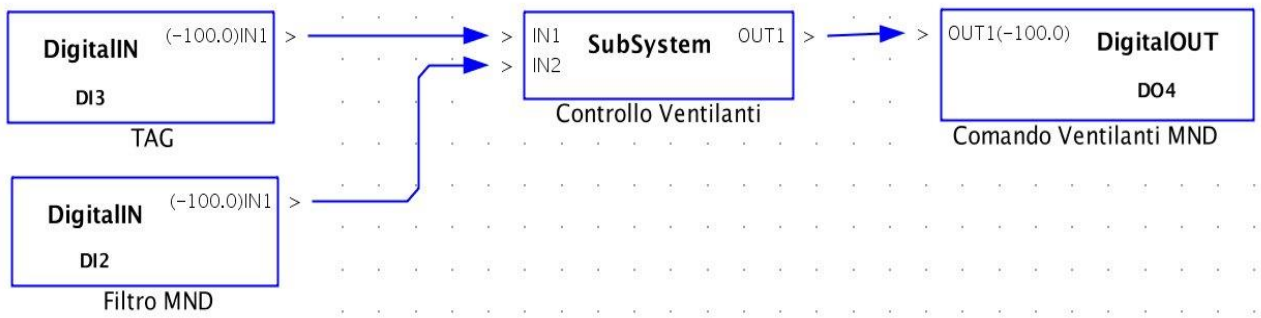 DigitalIN (-100.0)IN1 >
DI3
TAG
> IN1 SubSystem OUT1 >
> IN2
Controllo Ventilanti
> OUT1(-100.0) DigitalOUT
DO4
Comando Ventilanti MND
DigitalIN (-100.0)IN1 >
DI2
Filtro MND